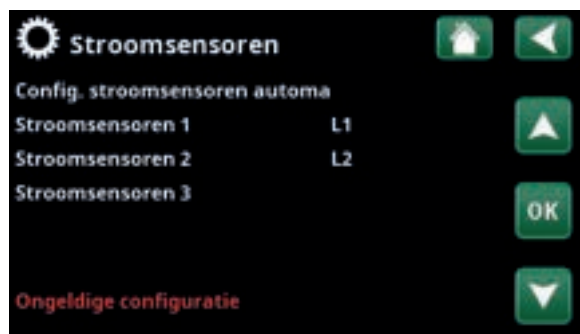 Stroomsensoren
Config. stroomsensoren automa
Stroomsensoren 1 L1
Stroomsensoren 2 L2
Stroomsensoren 3
OK
Ongeldige configuratie